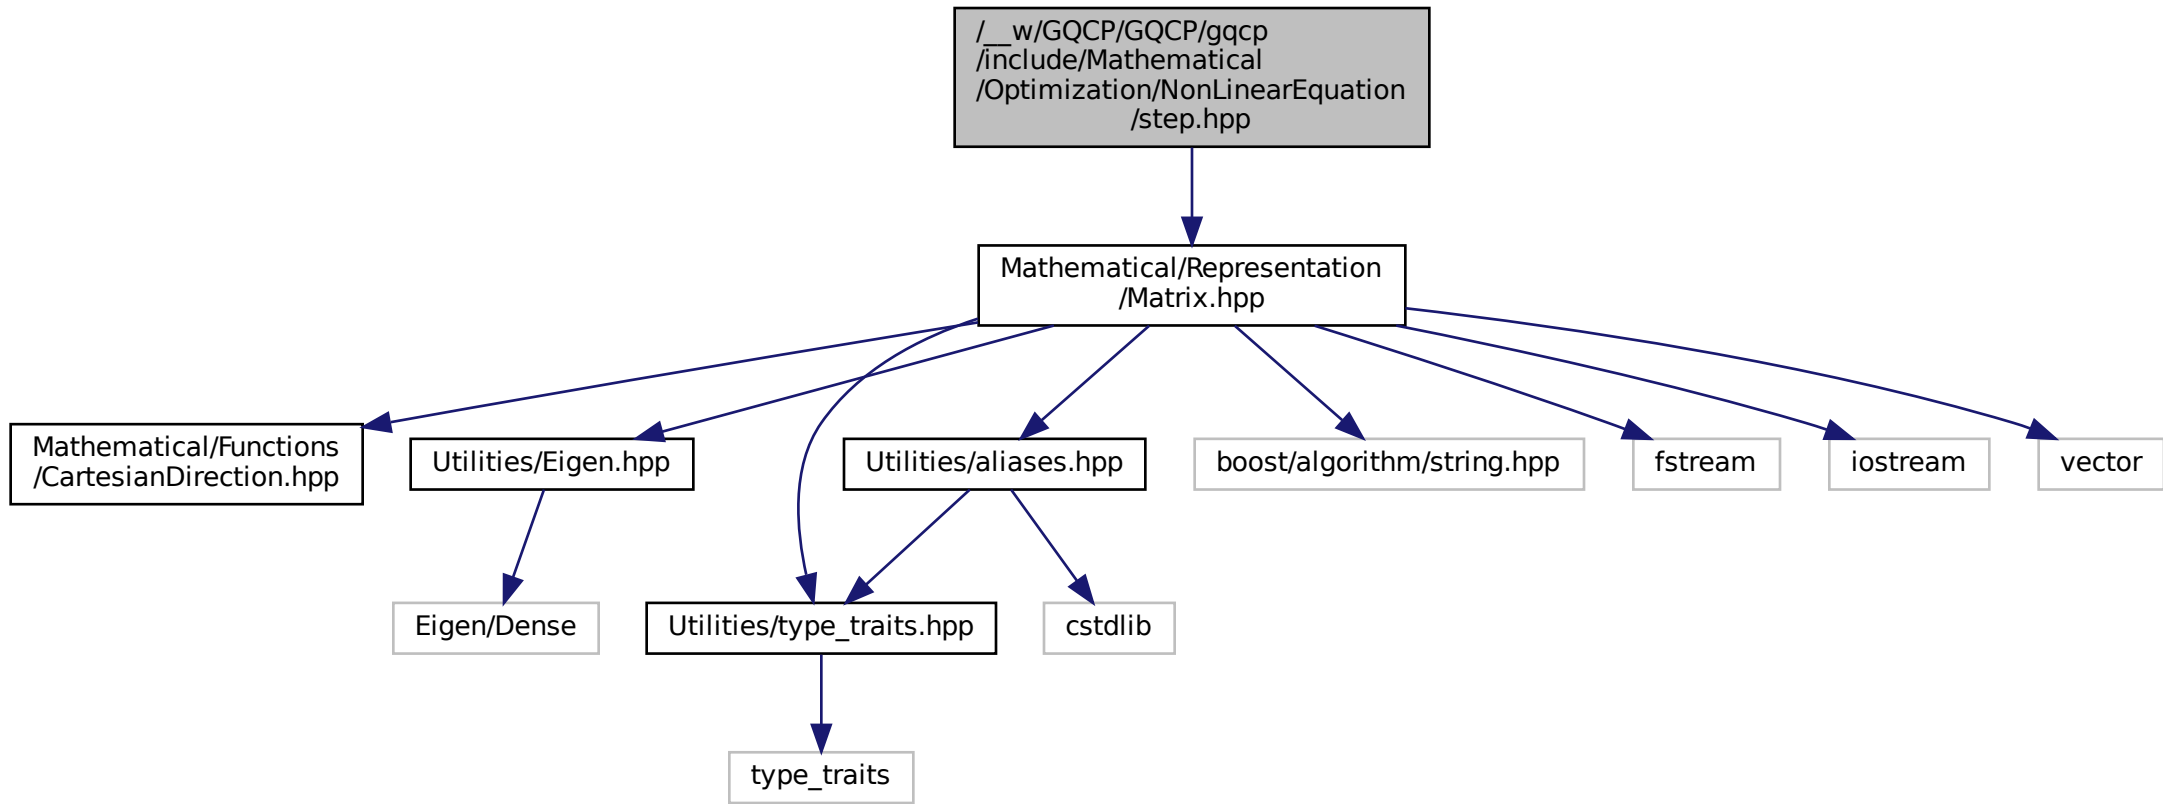 /__w/GQCP/GQCP/gqcp
/include/Mathematical
/Optimization/NonLinearEquation
/step.hpp
Mathematical/Representation
/Matrix.hpp
Mathematical/Functions
/CartesianDirection.hpp
Utilities/Eigen.hpp
Utilities/aliases.hpp
boost/algorithm/string.hpp
fstream
iostream
vector
Eigen/Dense
Utilities/type_traits.hpp
cstdlib
type_traits